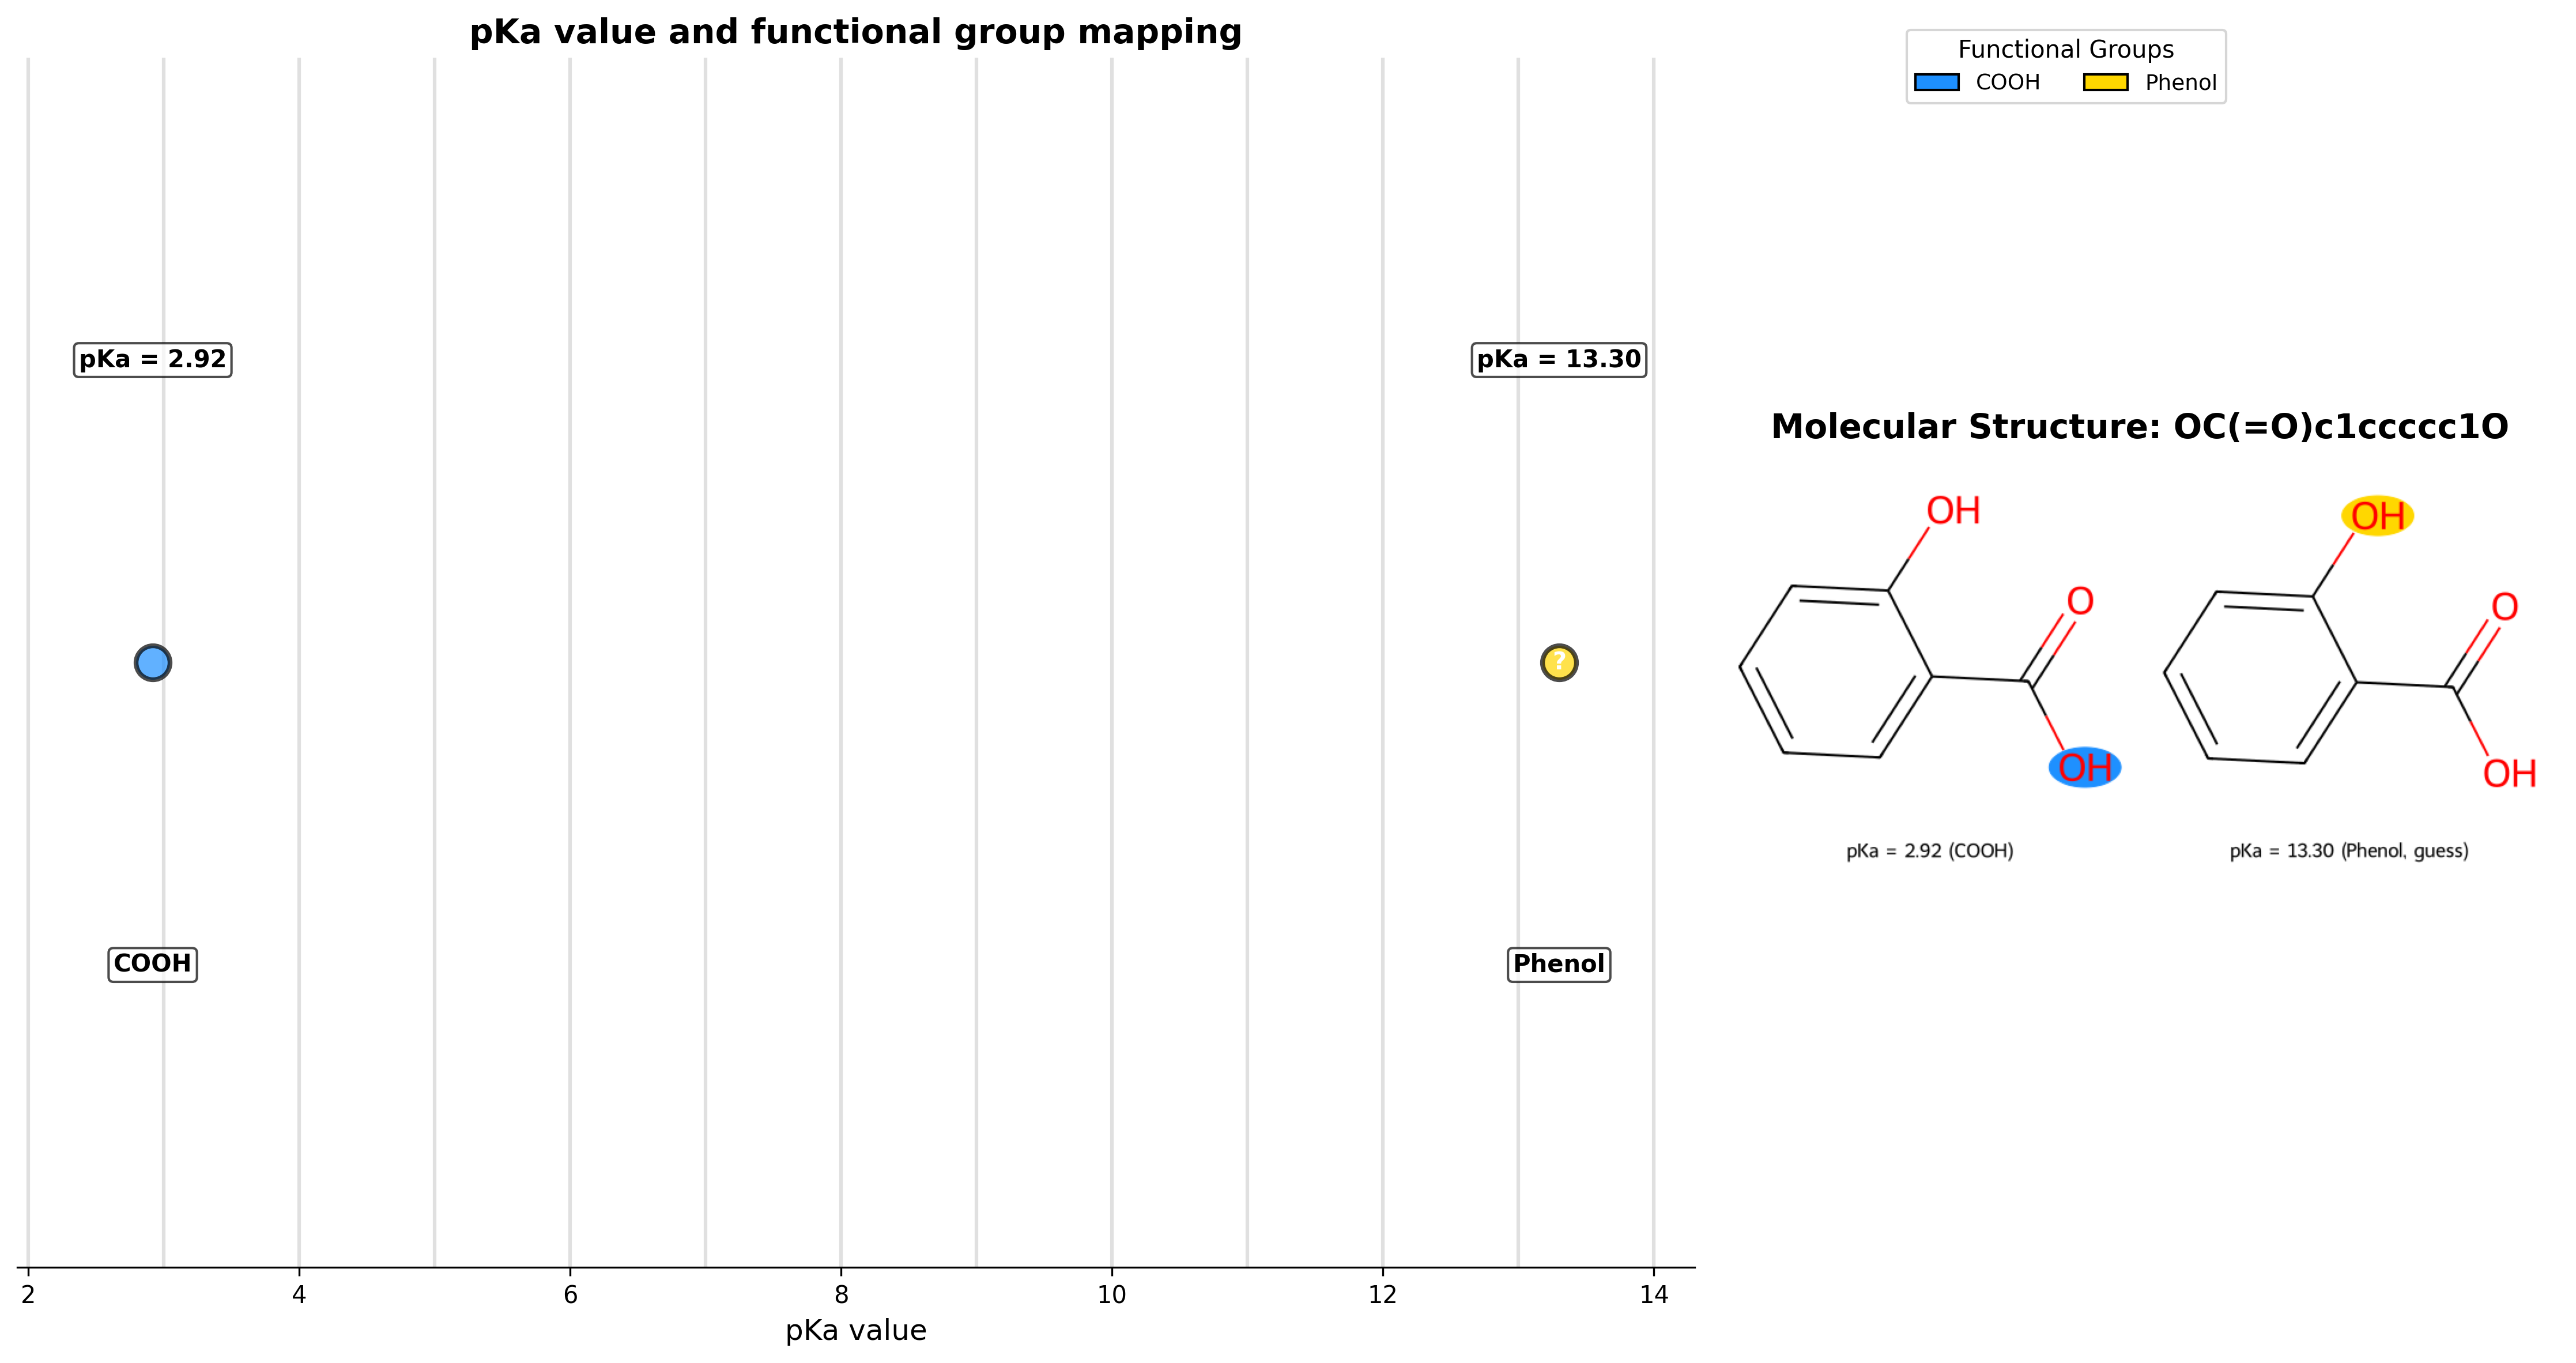 pKa value and functional group mapping
Functional Groups
COOH Phenol
pKa = 2.92
pKa = 13.30
?
COOH
Phenol
2 4 6 8 10 12 14
pKa value
Molecular Structure: OC(=O)c1ccccc1O
OH
O
OH
pKa = 2.92 (COOH)
OH
O
OH
pKa = 13.30 (Phenol, guess)